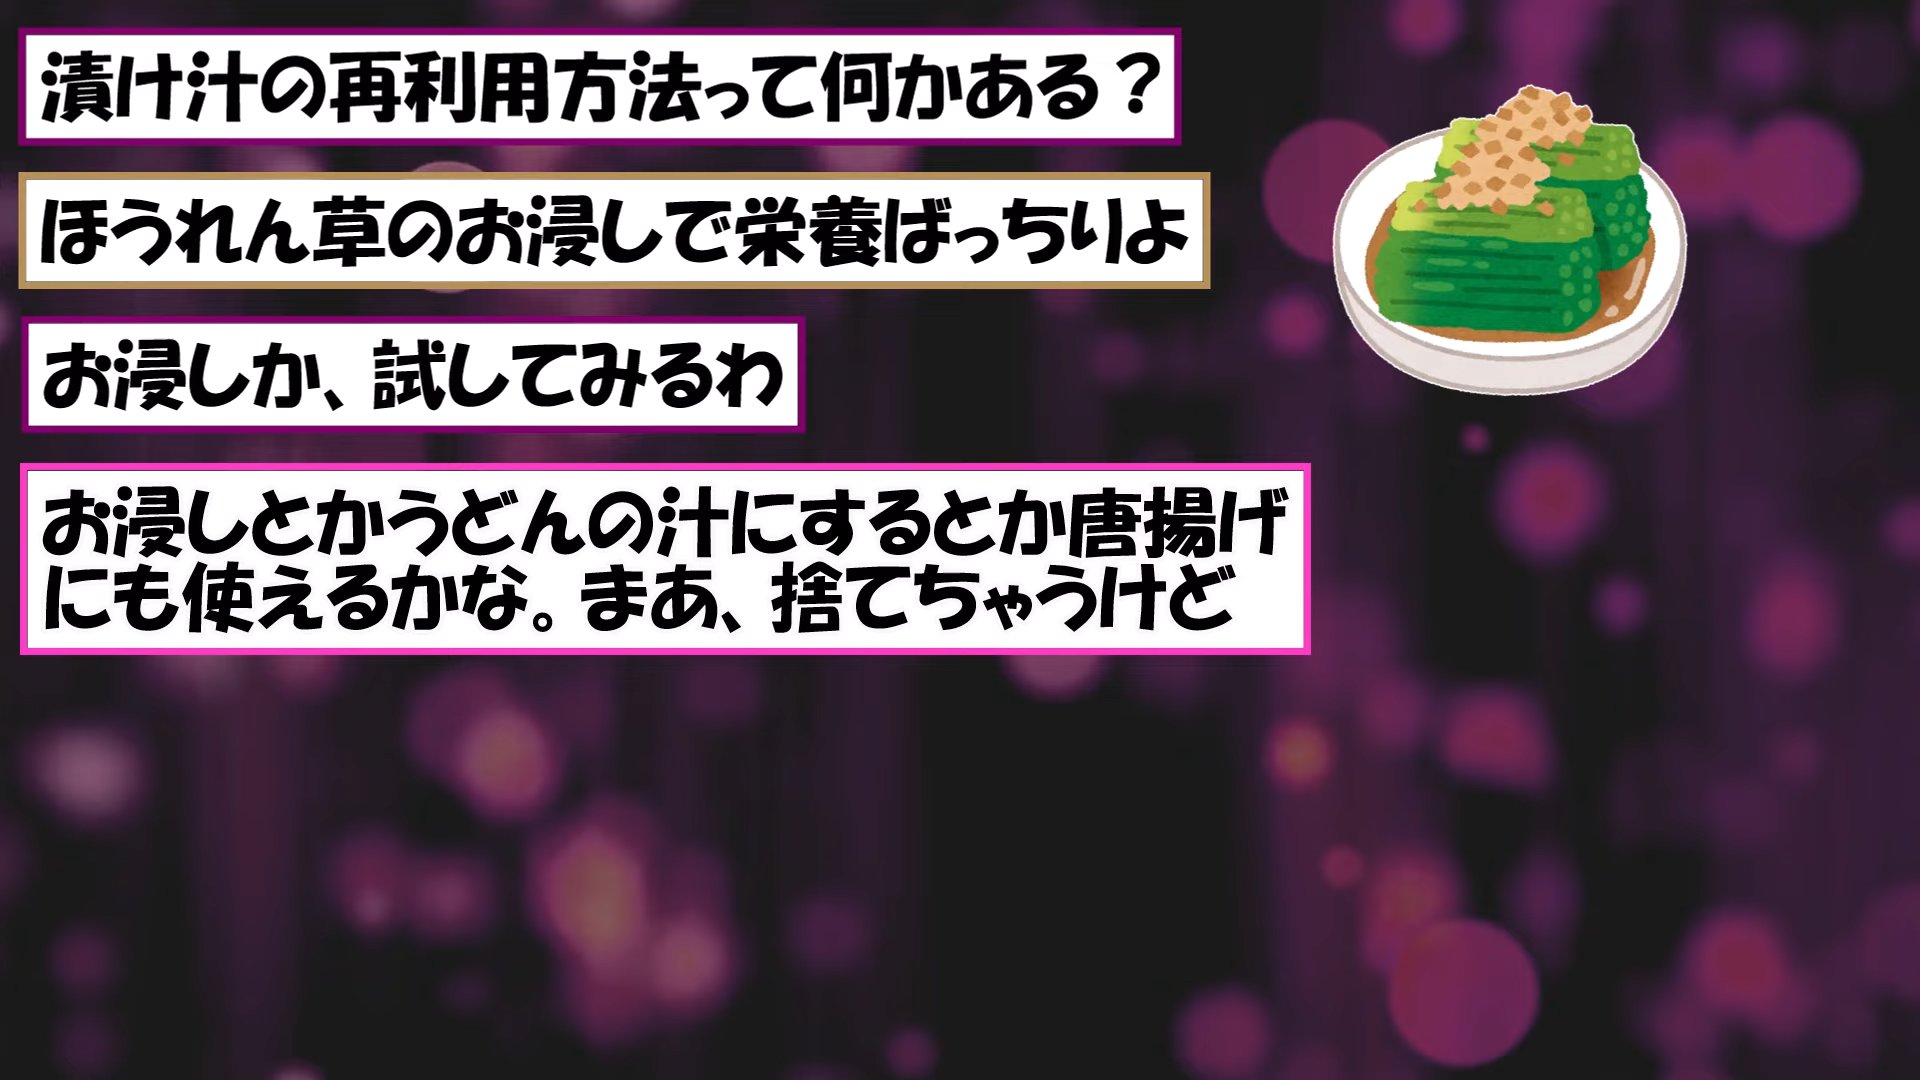 漬け汁の再利用方法って何かある？
ほうれん草のお浸しで栄養ばっちりよ
お浸しか、試してみるわ
お浸しとかうどんの汁にするとか唐揚げ
にも使えるかな。まあ、捨てちゃうけど